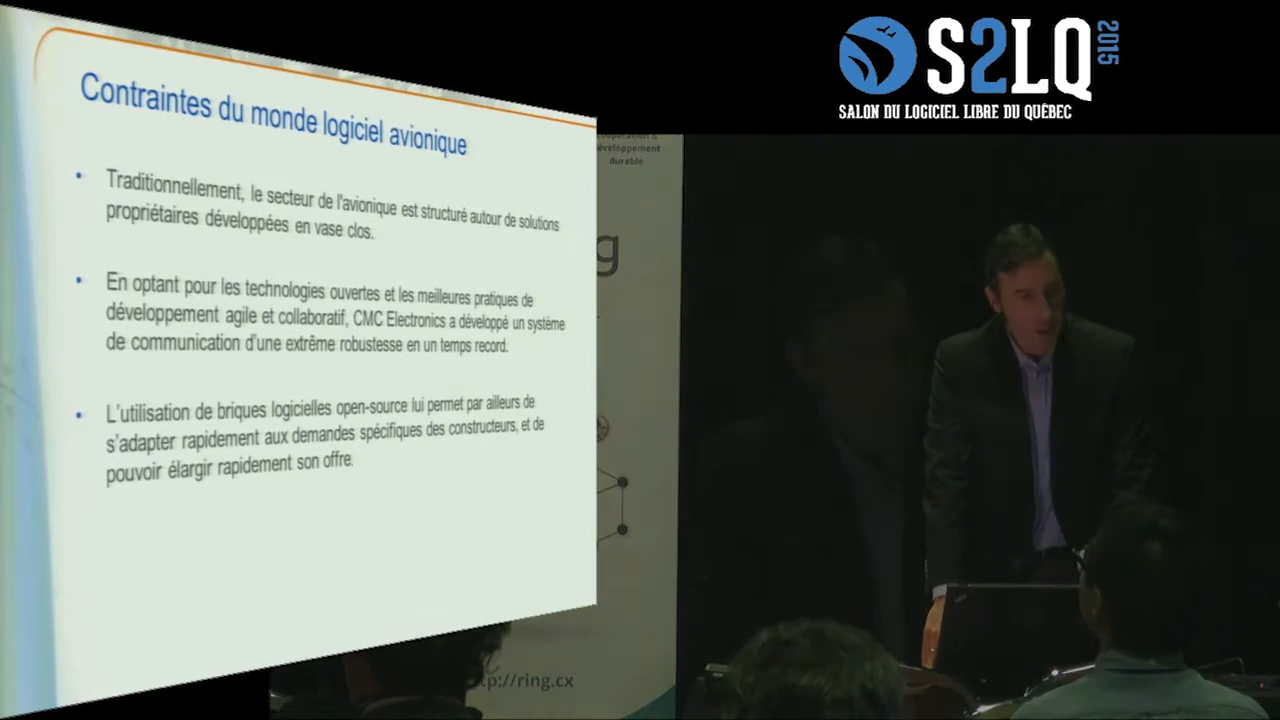 Contraintes du monde logiciel avionique
• Traditionnellement, le secteur de l'avionique est structuré autour de solutions
propriétaires développées en vase clos.
• En optant pour les technologies ouvertes et les meilleures pratiques de
développement agile et collaboratif, CMC Electronics a développé un système
de communication d'une extrême robustesse en un temps record.
• L'utilisation de briques logicielles open-source lui permet par ailleurs de
s'adapter rapidement aux demandes spécifiques des constructeurs, et de
pouvoir élargir rapidement son offre.
S2LQ 2015
SALON DU LOGICIEL LIBRE DU QUÉBEC
durable
g
tp://ring.cx